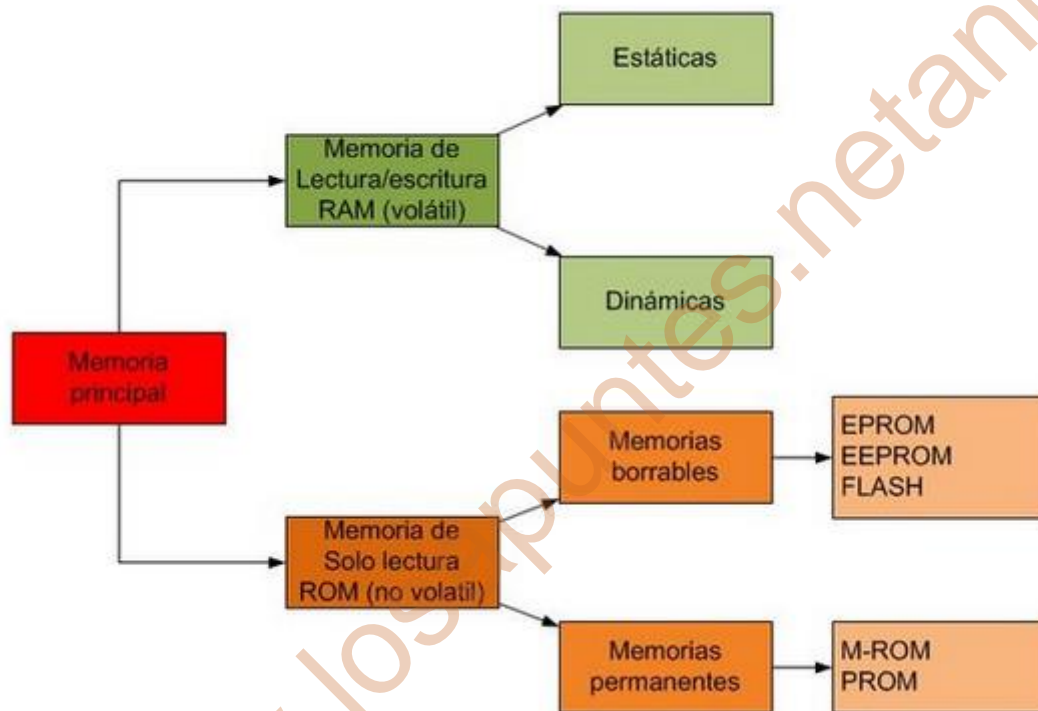 Estáticas
Memoria de
Lectura/escritura
RAM (volátil)
Dinámicas
Memoria
principal
Memorias
borrables
EPROM
EEPROM
FLASH
Memoria de
Solo lectura
ROM (no volatil)
Memorias
permanentes
M-ROM
PROM